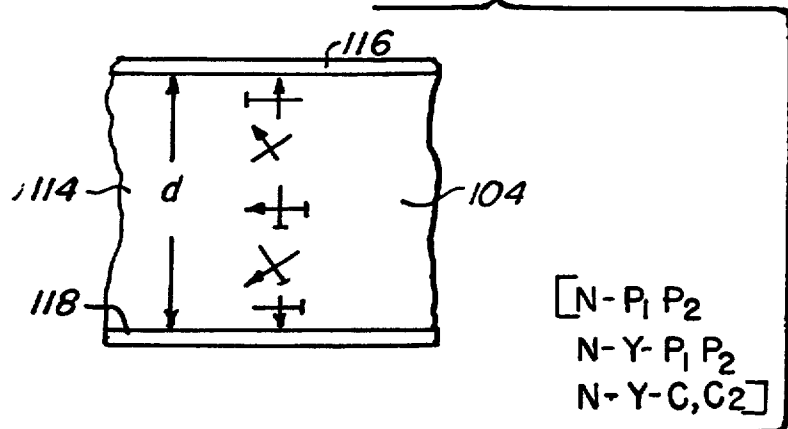 116
114
d
104
118
[N-P₁ P₂
N-Y-P₁ P₂
N-Y-C,C2]